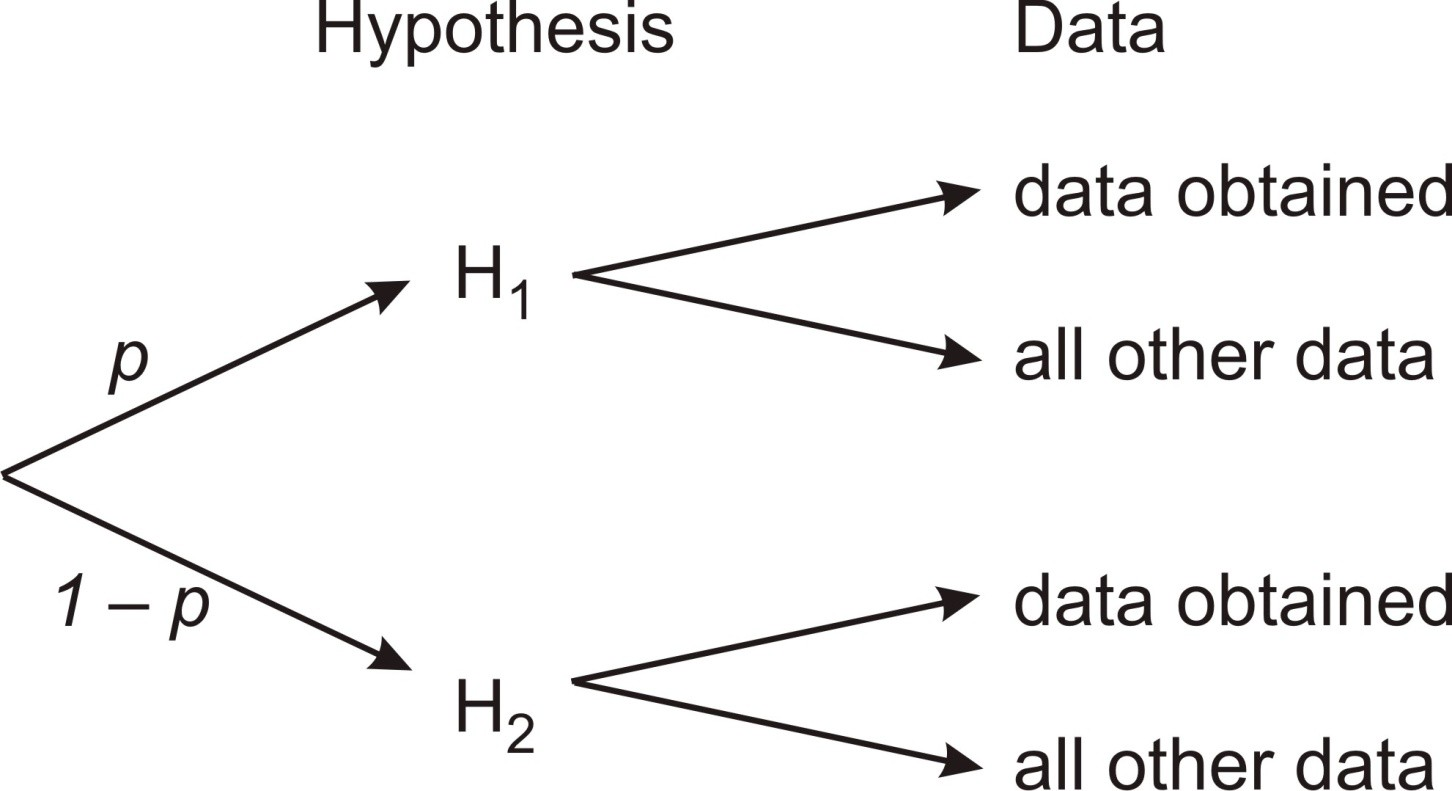 Hypothesis Data
data obtained
H₁
all other data
p
1 – p
data obtained
H₂
all other data